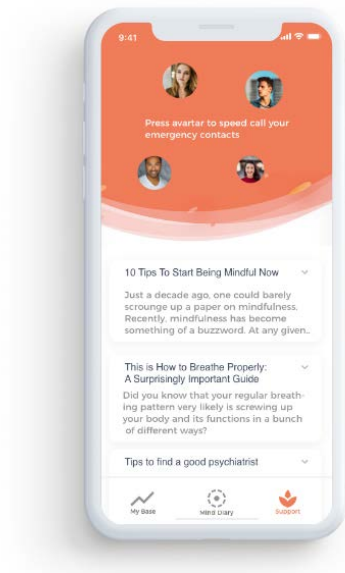 9:41
Press avartar to speed call your
emergency contacts
10 Tips To Start Being Mindful Now
Just a decade ago, one could barely
scrounge up a paper on mindfulness.
Recently, mindfulness has become
something of a buzzword. At any given..
This is How to Breathe Properly:
A Surprisingly Important Guide
Did you know that your regular breath-
ing pattern very likely is screwing up
your body and its functions in a bunch
of different ways?
Tips to find a good psychiatrist
My Base
Mind Diary
Support